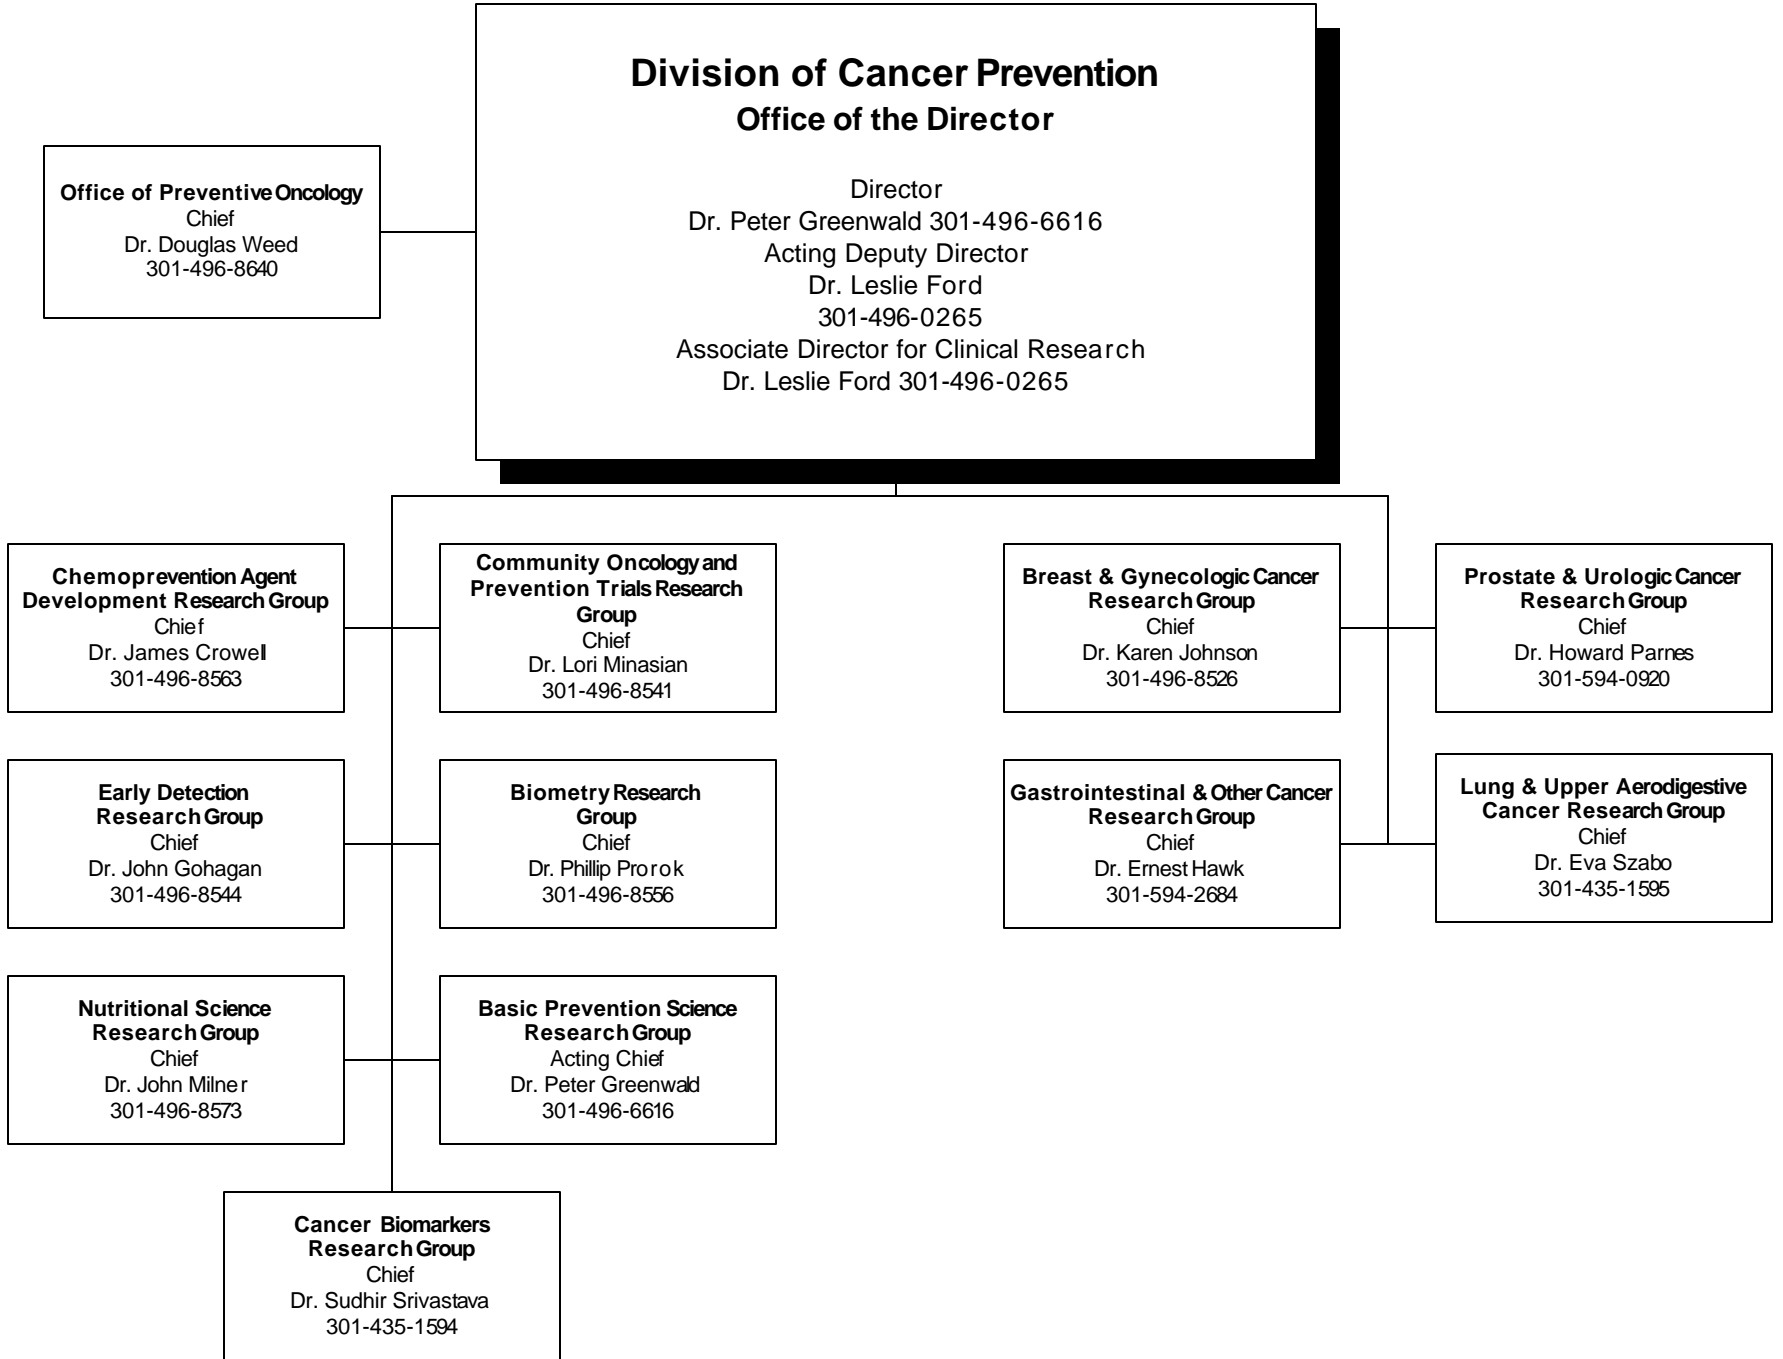 Division of Cancer Prevention
Office of the Director
Director
Dr. Peter Greenwald 301-496-6616
Acting Deputy Director
Dr. Leslie Ford
301-496-0265
Associate Director for Clinical Research
Dr. Leslie Ford 301-496-0265
Office of Preventive Oncology
Chief
Dr. Douglas Weed
301-496-8640
Chemoprevention Agent
Development Research Group
Chief
Dr. James Crowell
301-496-8563
Community Oncology and
Prevention Trials Research
Group
Chief
Dr. Lori Minasian
301-496-8541
Breast & Gynecologic Cancer
Research Group
Chief
Dr. Karen Johnson
301-496-8526
Prostate & Urologic Cancer
Research Group
Chief
Dr. Howard Parnes
301-594-0920
Early Detection
Research Group
Chief
Dr. John Gohagan
301-496-8544
Biometry Research
Group
Chief
Dr. Phillip Prorok
301-496-8556
Gastrointestinal & Other Cancer
Research Group
Chief
Dr. Ernest Hawk
301-594-2684
Lung & Upper Aerodigestive
Cancer Research Group
Chief
Dr. Eva Szabo
301-435-1595
Nutritional Science
Research Group
Chief
Dr. John Milner
301-496-8573
Basic Prevention Science
Research Group
Acting Chief
Dr. Peter Greenwald
301-496-6616
Cancer Biomarkers
Research Group
Chief
Dr. Sudhir Srivastava
301-435-1594